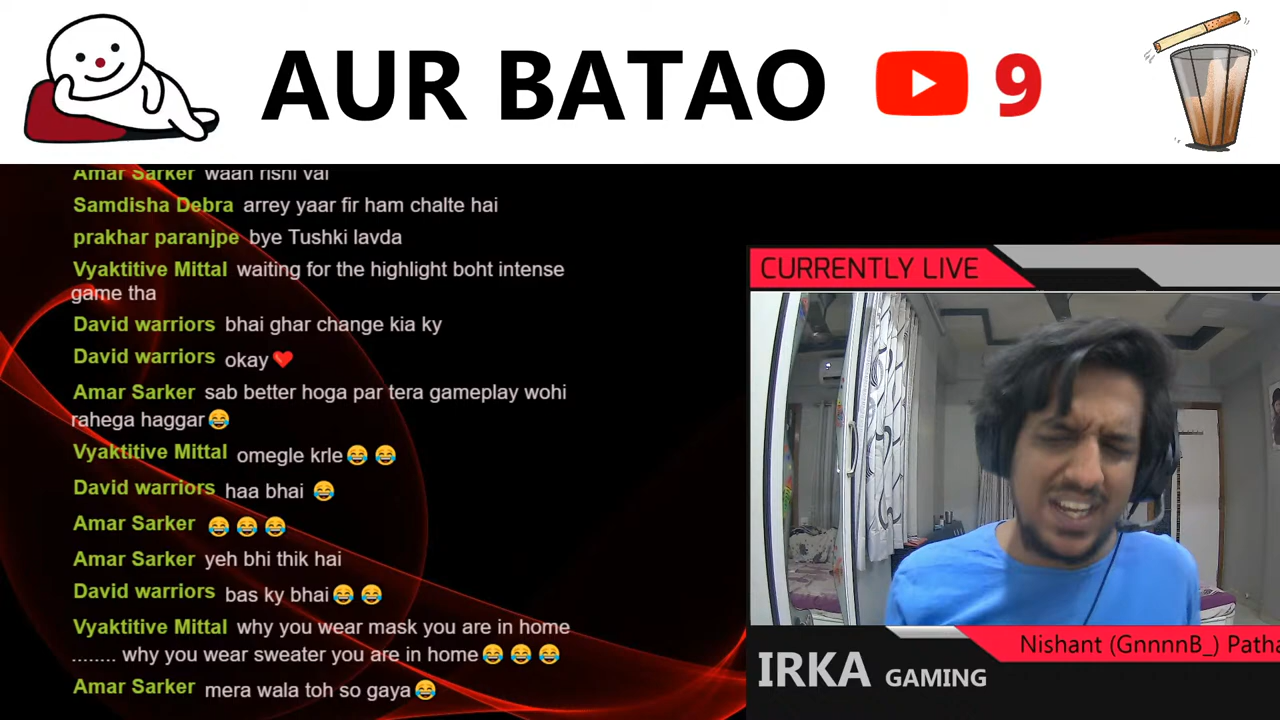 AUR BATAO 9
Amar Sarker waah rishi vai
Samdisha Debra arrey yaar fir ham chalte hai
prakhar paranjpe bye Tushki lavda
Vyaktitive Mittal waiting for the highlight boht intense
game tha
David warriors bhai ghar change kia ky
David warriors okay❤️
Amar Sarker sab better hoga par tera gameplay wohi
rahega haggar😂
Vyaktitive Mittal omegle krle😂😂
David warriors haa bhai 😂
Amar Sarker 😂😂😂
Amar Sarker yeh bhi thik hai
David warriors bas ky bhai😂😂
Vyaktitive Mittal why you wear mask you are in home
........ why you wear sweater you are in home😂😂😂
Amar Sarker mera wala toh so gaya😂
CURRENTLY LIVE
Nishant (GnnnnB_) Patha
IRKA GAMING